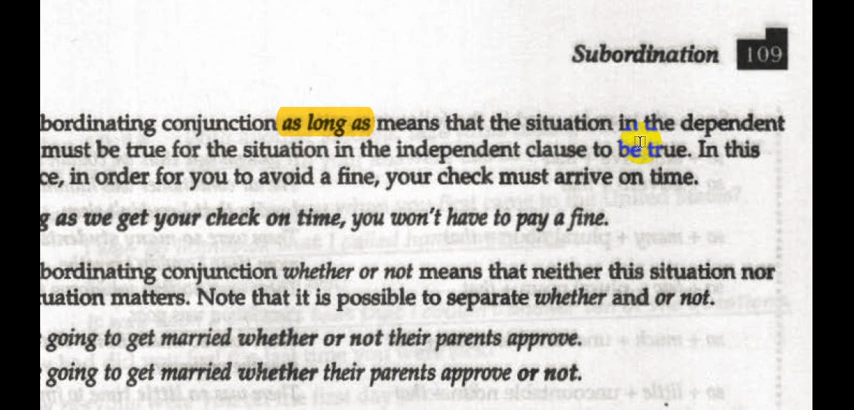 Subordination 109
bordinating conjunction as long as means that the situation in the dependent
must be true for the situation in the independent clause to be true. In this
ce, in order for you to avoid a fine, your check must arrive on time.
g as we get your check on time, you won't have to pay a fine.
bordinating conjunction whether or not means that neither this situation nor
uation matters. Note that it is possible to separate whether and or not.
going to get married whether or not their parents approve.
going to get married whether their parents approve or not.